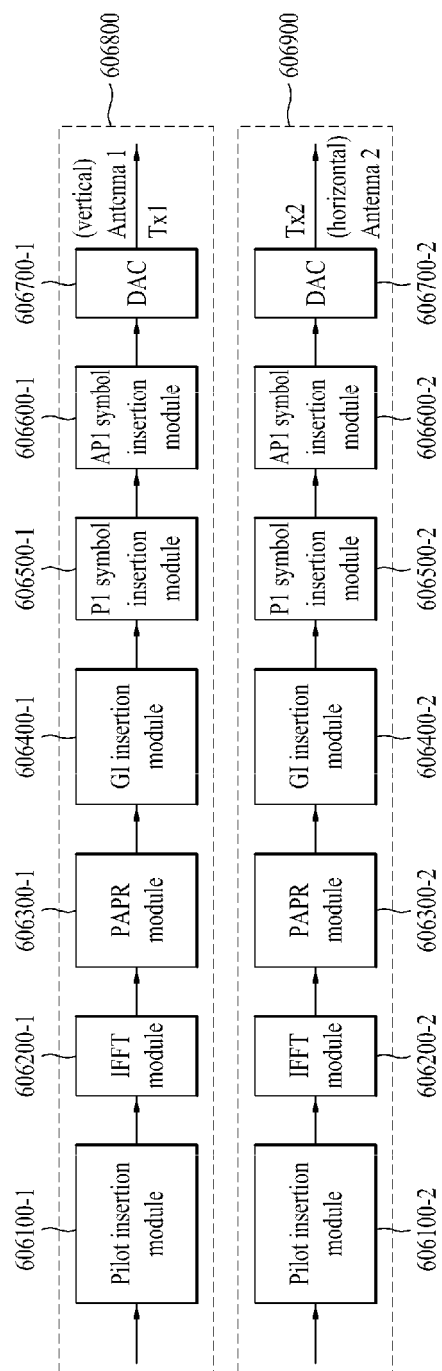 606800
606100-1
606200-1
606300-1
606400-1
606500-1
606600-1
606700-1
Pilot insertion
module
IFFT
module
PAPR
module
GI insertion
module
P1 symbol
insertion
module
AP1 symbol
insertion
module
DAC
(vertical)
Antenna 1
Tx1
606900
Pilot insertion
module
IFFT
module
PAPR
module
GI insertion
module
P1 symbol
insertion
module
AP1 symbol
insertion
module
DAC
Tx2
(horizontal)
Antenna 2
606100-2
606200-2
606300-2
606400-2
606500-2
606600-2
606700-2